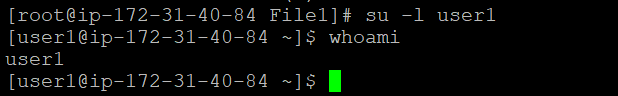 [root@ip-172-31-40-84 File1]# su -l user1
[user1@ip-172-31-40-84 ~]$ whoami
user1
[user1@ip-172-31-40-84 ~]$